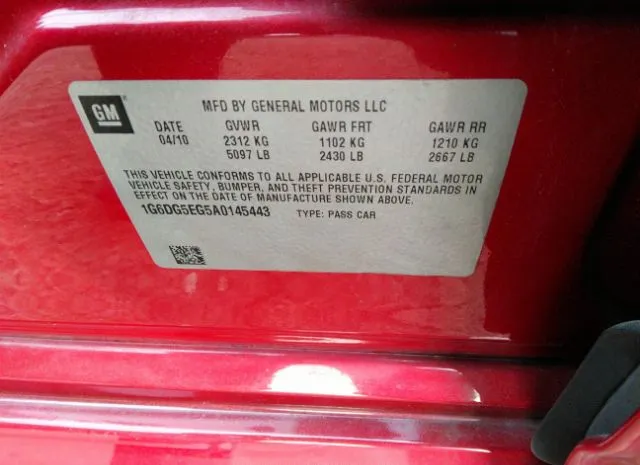 GM
MFD BY GENERAL MOTORS LLC
DATE GVWR GAWR FRT GAWR RR
04/10 2312 KG 1102 KG 1210 KG
5097 LB 2430 LB 2667 LB
THIS VEHICLE CONFORMS TO ALL APPLICABLE U.S. FEDERAL MOTOR
VEHICLE SAFETY, BUMPER, AND THEFT PREVENTION STANDARDS IN
EFFECT ON THE DATE OF MANUFACTURE SHOWN ABOVE.
1G6DG5EG5A0145443 TYPE: PASS CAR